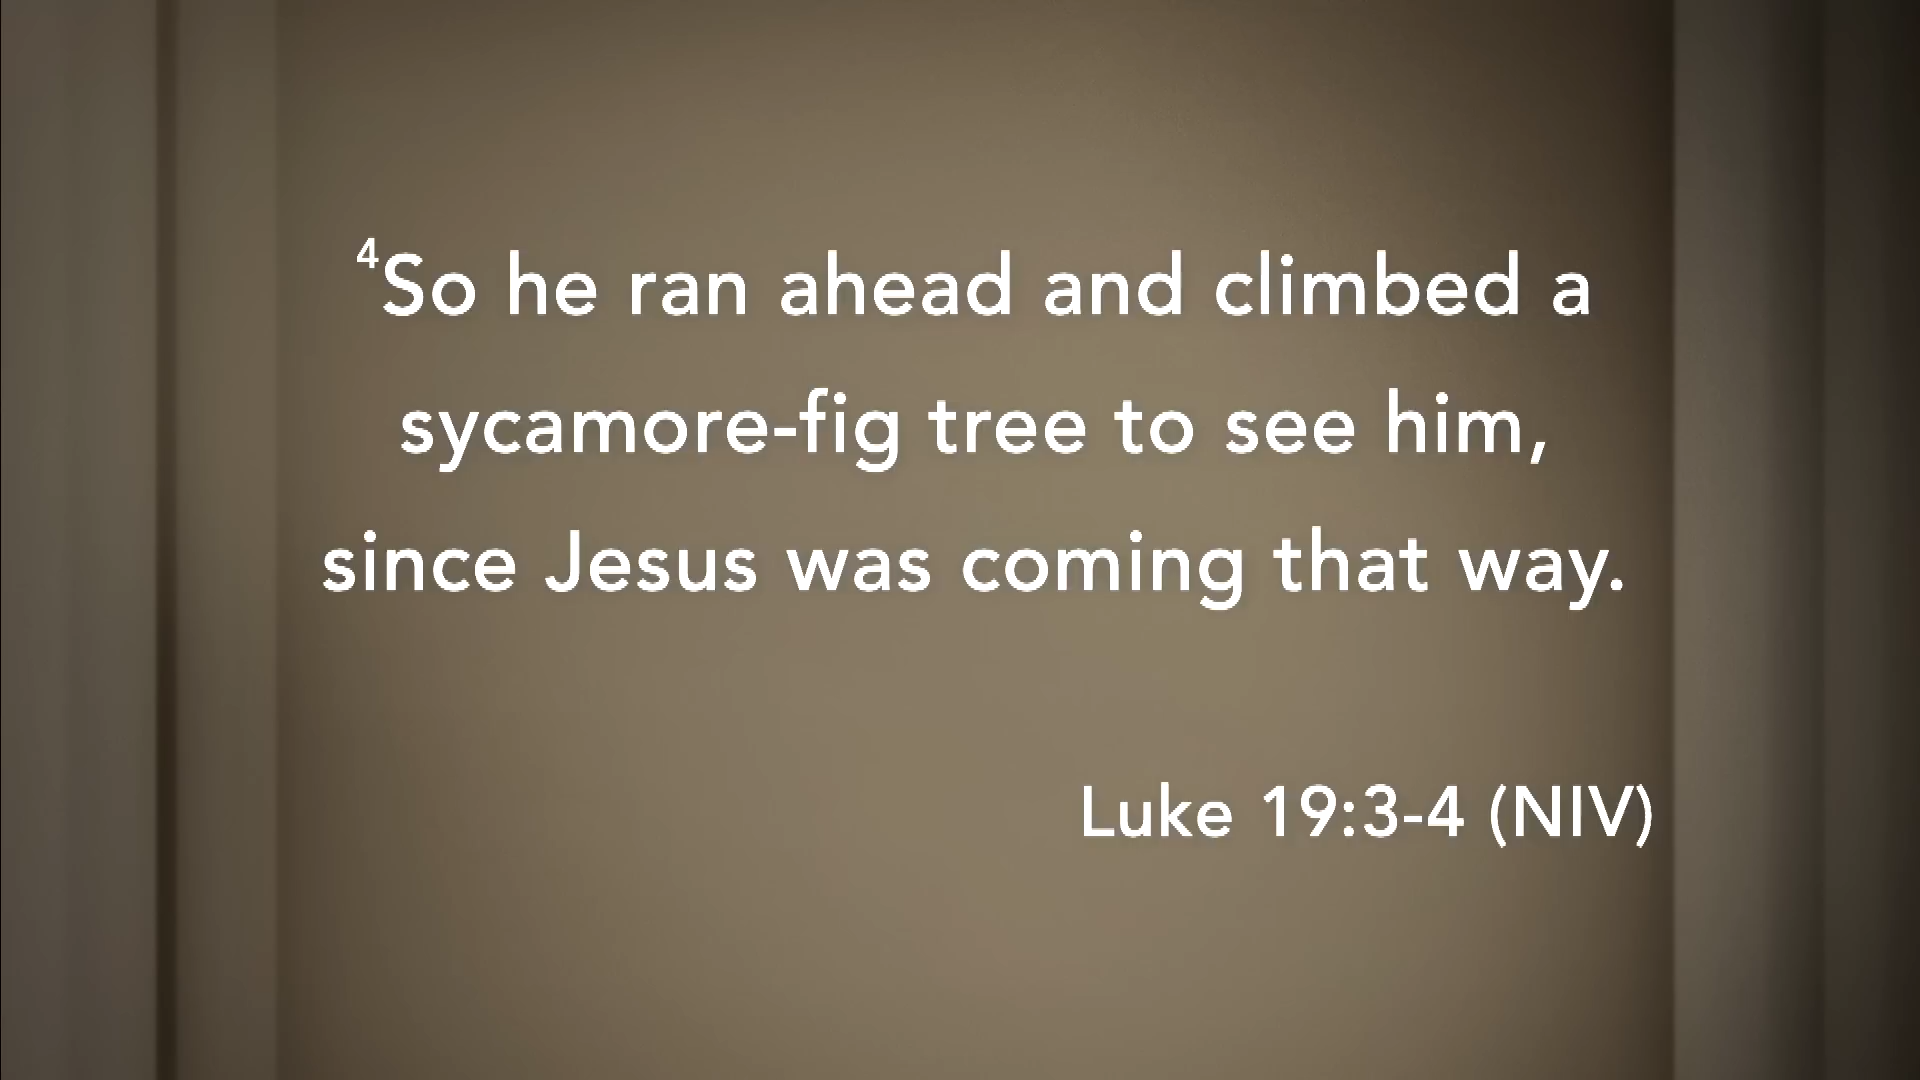 ⁴So he ran ahead and climbed a
sycamore-fig tree to see him,
since Jesus was coming that way.
Luke 19:3-4 (NIV)